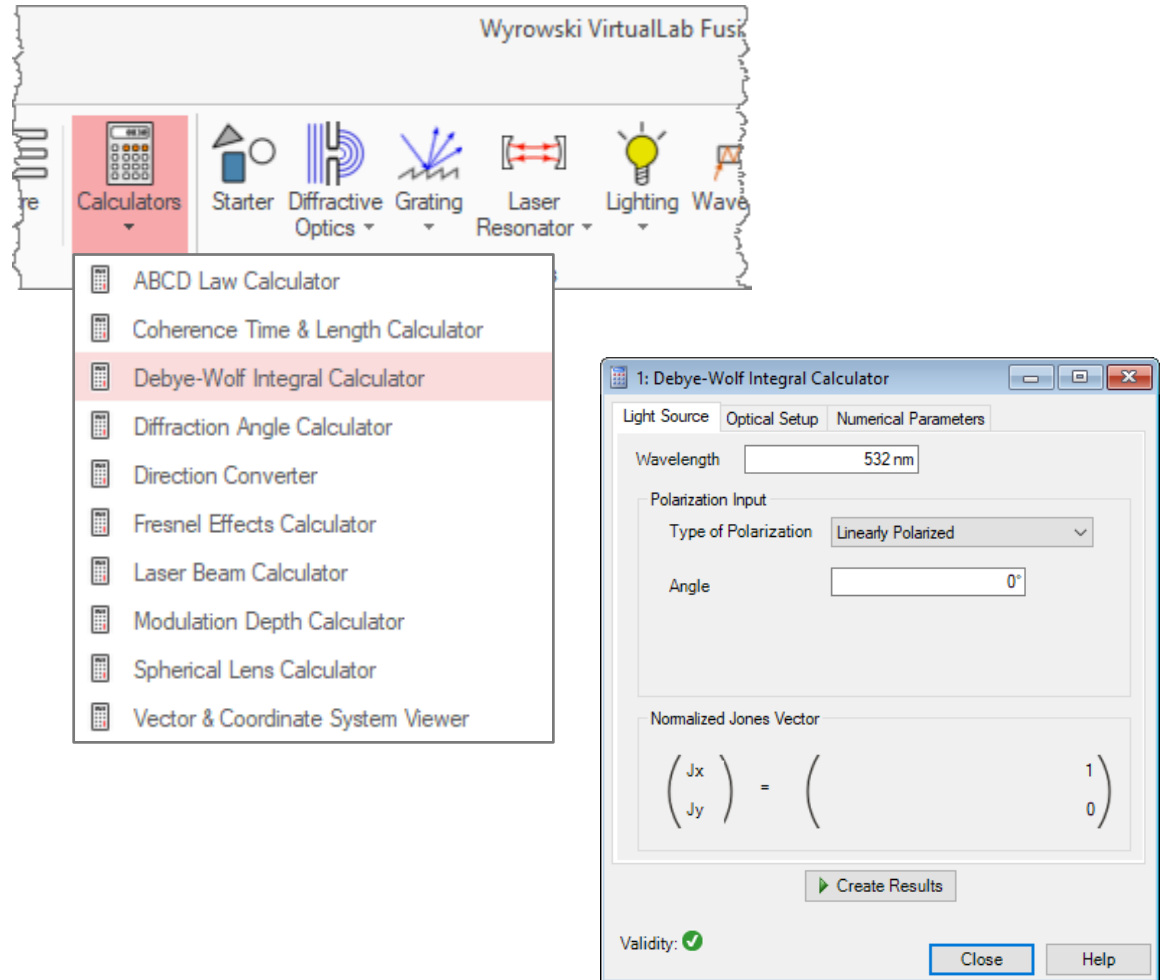 Wyrowski VirtualLab Fusi
re
Calculators
Starter
Diffractive
Optics
Grating
Laser
Resonator
Lighting
Wave
s
ABCD Law Calculator
Coherence Time & Length Calculator
Debye-Wolf Integral Calculator
Diffraction Angle Calculator
Direction Converter
Fresnel Effects Calculator
Laser Beam Calculator
Modulation Depth Calculator
Spherical Lens Calculator
Vector & Coordinate System Viewer
1: Debye-Wolf Integral Calculator
Light Source Optical Setup Numerical Parameters
Wavelength 532 nm
Polarization Input
Type of Polarization Linearly Polarized
Angle 0°
Normalized Jones Vector
Jx = 1
Jy 0
Create Results
Validity:
Close Help